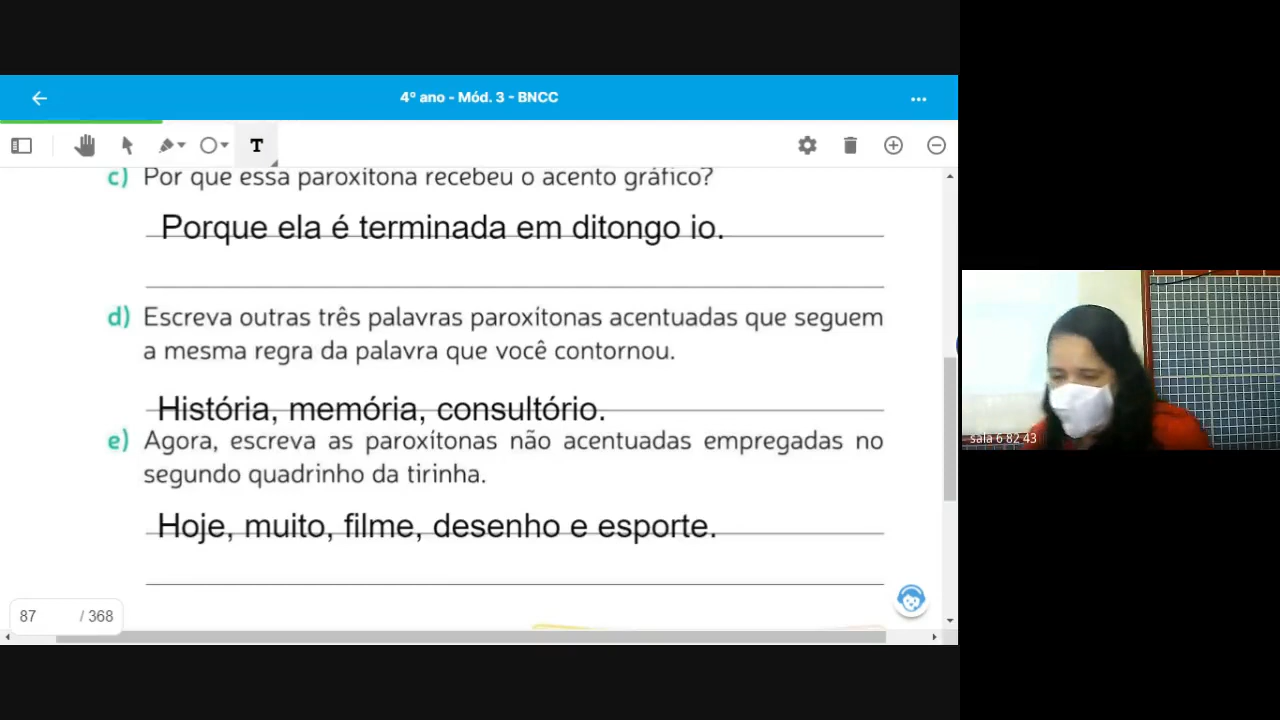 4º ano - Mód. 3 - BNCC
T
c) Por que essa paroxítona recebeu o acento gráfico?
Porque ela é terminada em ditongo io.
d) Escreva outras três palavras paroxítonas acentuadas que seguem
a mesma regra da palavra que você contornou.
História, memória, consultório.
e) Agora, escreva as paroxítonas não acentuadas empregadas no
segundo quadrinho da tirinha.
Hoje, muito, filme, desenho e esporte.
87 / 368
sala 6 82 43